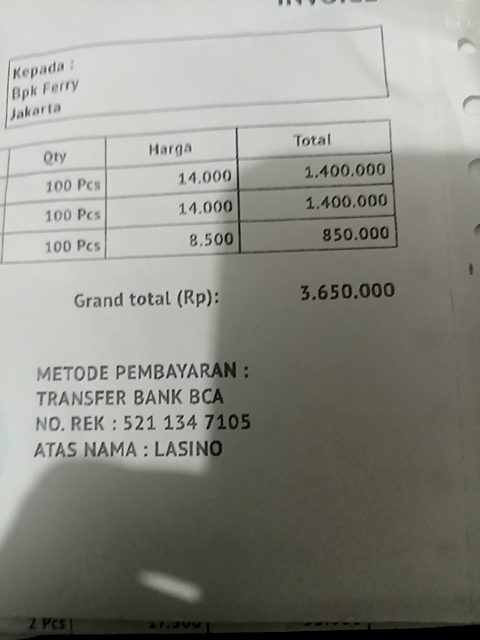 INVOICE
Kepada :
Bpk Ferry
Jakarta
Qty Harga Total
100 Pcs 14.000 1.400.000
100 Pcs 14.000 1.400.000
100 Pcs 8.500 850.000
Grand total (Rp): 3.650.000
METODE PEMBAYARAN :
TRANSFER BANK BCA
NO. REK : 521 134 7105
ATAS NAMA : LASINO
2 Pcs